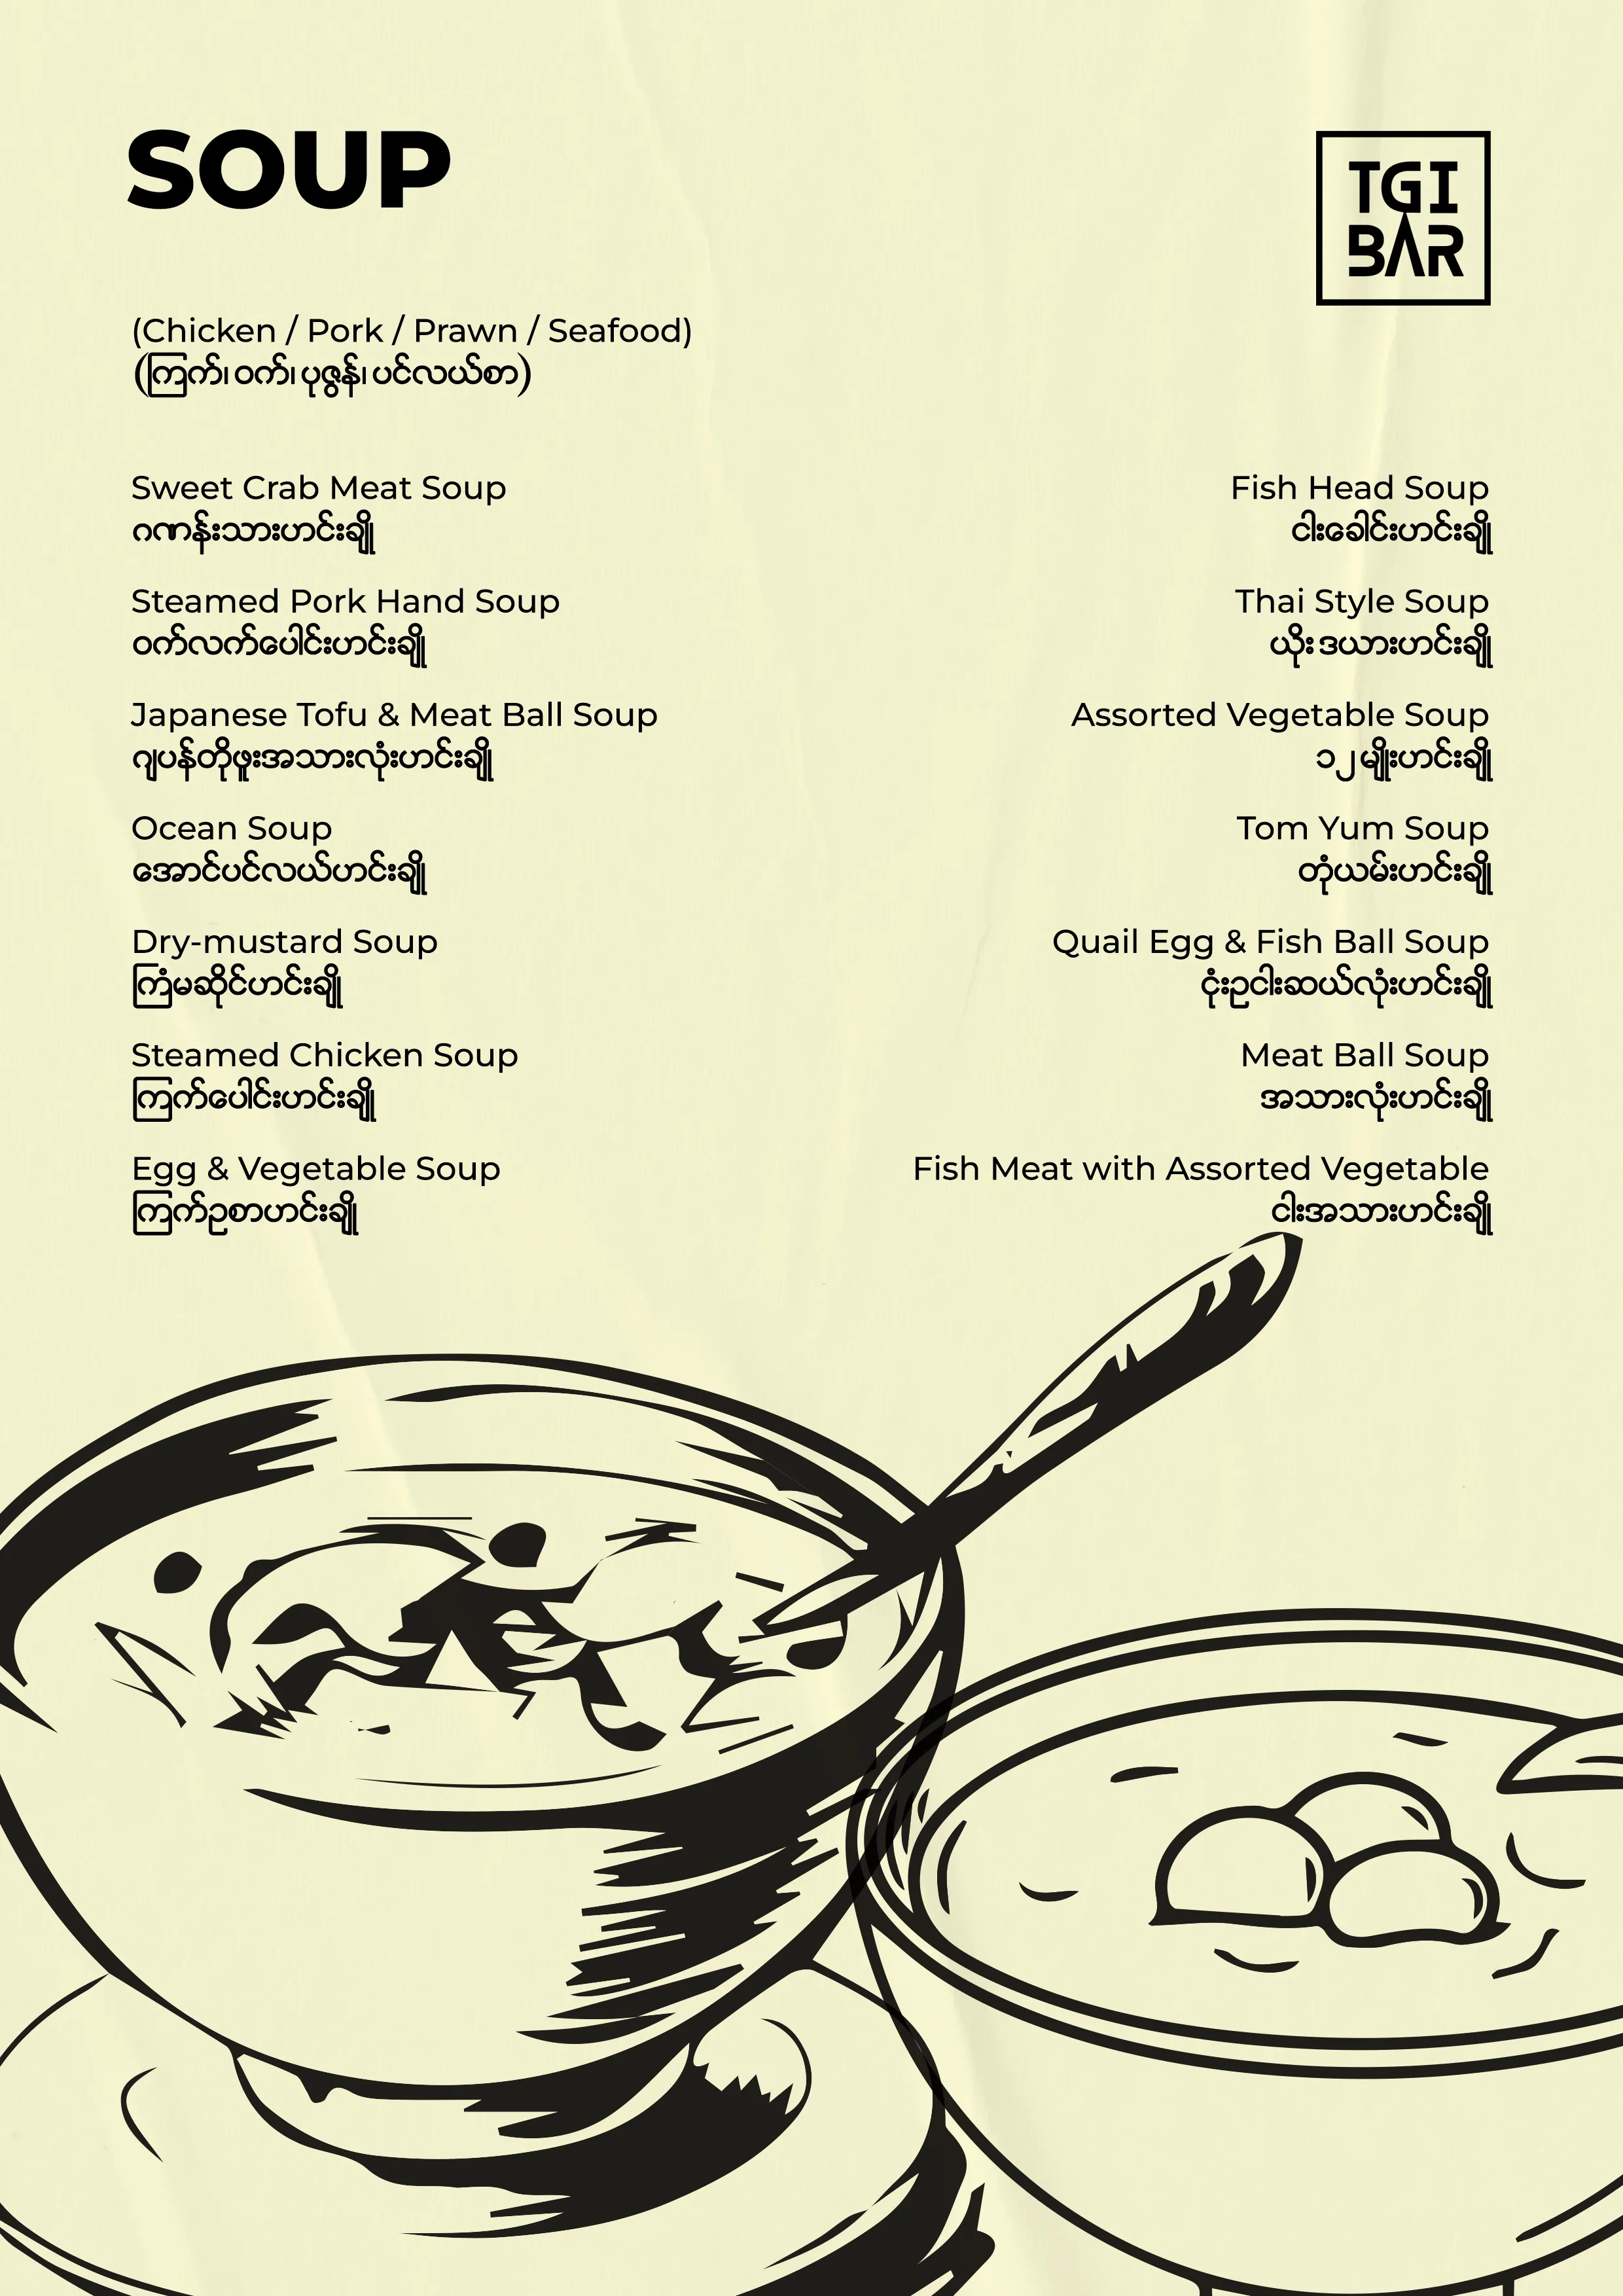 SOUP
TGI
BAR
(Chicken / Pork / Prawn / Seafood)
(ကြက်၊ ဝက်၊ ပုဇွန်၊ ပင်လယ်စာ)
Sweet Crab Meat Soup
ဂဏန်းသားဟင်းချို
Steamed Pork Hand Soup
ဝက်လက်ပေါင်းဟင်းချို
Japanese Tofu & Meat Ball Soup
ဂျပန်တိုဖူးအသားလုံးဟင်းချို
Ocean Soup
အောင်ပင်လယ်ဟင်းချို
Dry-mustard Soup
ကြံမဆိုင်ဟင်းချို
Steamed Chicken Soup
ကြက်ပေါင်းဟင်းချို
Egg & Vegetable Soup
ကြက်ဥစာဟင်းချို
Fish Head Soup
ငါးခေါင်းဟင်းချို
Thai Style Soup
ယိုးဒယားဟင်းချို
Assorted Vegetable Soup
၁၂ မျိုးဟင်းချို
Tom Yum Soup
တုံယမ်းဟင်းချို
Quail Egg & Fish Ball Soup
ငုံးဥငါးဆယ်လုံးဟင်းချို
Meat Ball Soup
အသားလုံးဟင်းချို
Fish Meat with Assorted Vegetable
ငါးအသားဟင်းချို